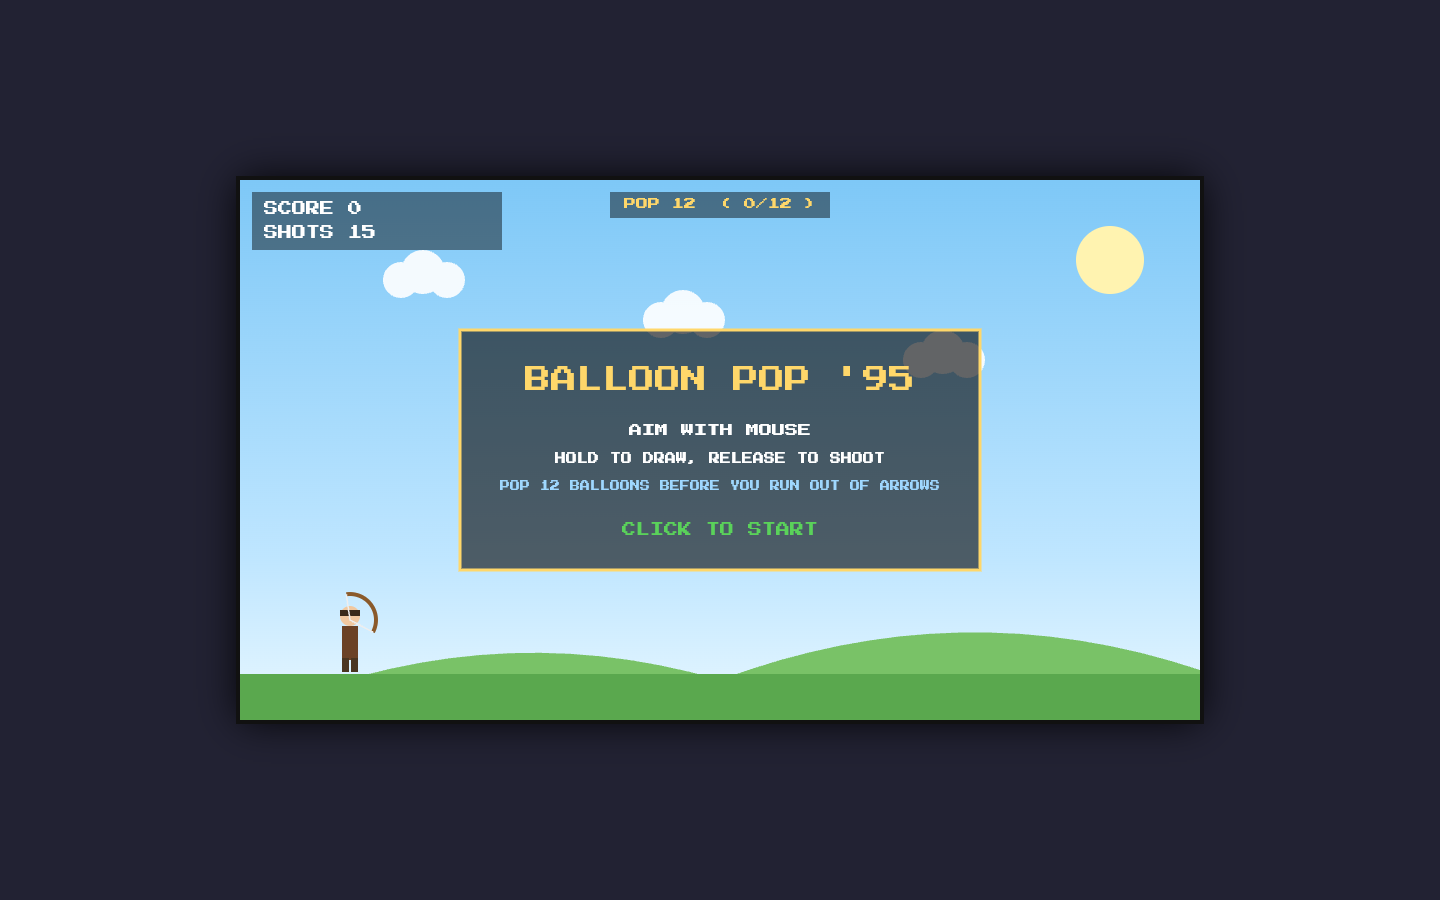 SCORE 0
SHOTS 15
POP 12 ( 0/12 )
BALLOON POP '95
AIM WITH MOUSE
HOLD TO DRAW, RELEASE TO SHOOT
POP 12 BALLOONS BEFORE YOU RUN OUT OF ARROWS
CLICK TO START